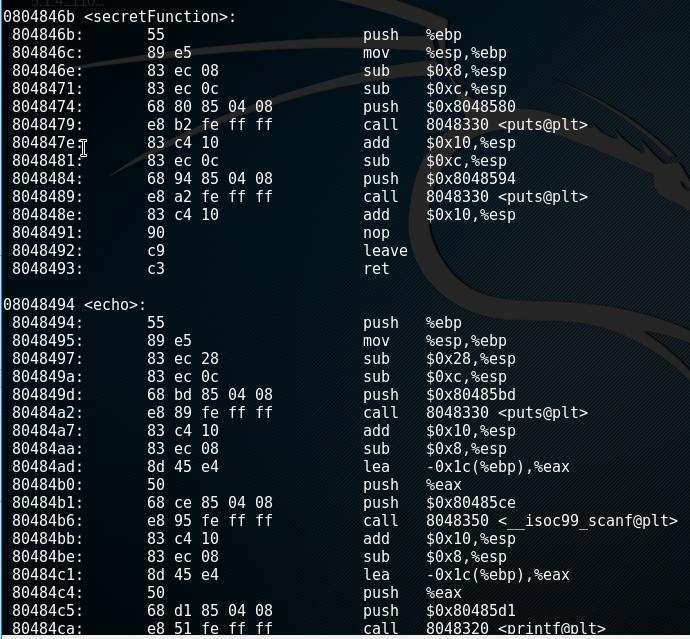 0804846b <secretFunction>:
804846b: 55 push %ebp
804846c: 89 e5 mov %esp,%ebp
804846e: 83 ec 08 sub $0x8,%esp
8048471: 83 ec 0c sub $0xc,%esp
8048474: 68 80 85 04 08 push $0x8048580
8048479: e8 b2 fe ff ff call 8048330 <puts@plt>
804847e: 83 c4 10 add $0x10,%esp
8048481: 83 ec 0c sub $0xc,%esp
8048484: 68 94 85 04 08 push $0x8048594
8048489: e8 a2 fe ff ff call 8048330 <puts@plt>
804848e: 83 c4 10 add $0x10,%esp
8048491: 90 nop
8048492: c9 leave
8048493: c3 ret
08048494 <echo>:
8048494: 55 push %ebp
8048495: 89 e5 mov %esp,%ebp
8048497: 83 ec 28 sub $0x28,%esp
804849a: 83 ec 0c sub $0xc,%esp
804849d: 68 bd 85 04 08 push $0x80485bd
80484a2: e8 89 fe ff ff call 8048330 <puts@plt>
80484a7: 83 c4 10 add $0x10,%esp
80484aa: 83 ec 08 sub $0x8,%esp
80484ad: 8d 45 e4 lea -0x1c(%ebp),%eax
80484b0: 50 push %eax
80484b1: 68 ce 85 04 08 push $0x80485ce
80484b6: e8 95 fe ff ff call 8048350 <__isoc99_scanf@plt>
80484bb: 83 c4 10 add $0x10,%esp
80484be: 83 ec 08 sub $0x8,%esp
80484c1: 8d 45 e4 lea -0x1c(%ebp),%eax
80484c4: 50 push %eax
80484c5: 68 d1 85 04 08 push $0x80485d1
80484ca: e8 51 fe ff ff call 8048320 <printf@plt>